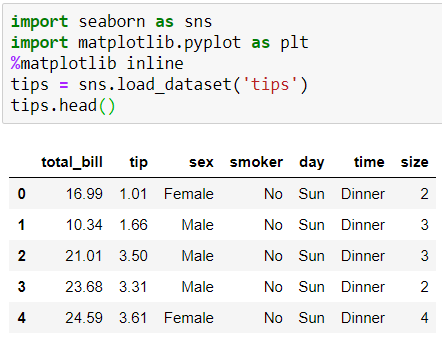 import seaborn as sns
import matplotlib.pyplot as plt
%matplotlib inline
tips = sns.load_dataset('tips')
tips.head()
total_bill tip sex smoker day time size
0 16.99 1.01 Female No Sun Dinner 2
1 10.34 1.66 Male No Sun Dinner 3
2 21.01 3.50 Male No Sun Dinner 3
3 23.68 3.31 Male No Sun Dinner 2
4 24.59 3.61 Female No Sun Dinner 4